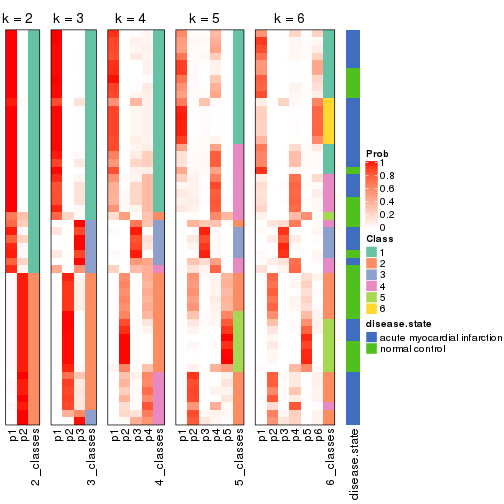 k = 2
k = 3
k = 4
k = 5
k = 6
Prob
1
0.8
0.6
0.4
0.2
0
Class
1
2
3
4
5
6
disease.state
acute myocardial infarction
normal control
p1
p2
2_classes
p1
p2
p3
3_classes
p1
p2
p3
p4
4_classes
p1
p2
p3
p4
p5
5_classes
p1
p2
p3
p4
p5
p6
6_classes
disease.state